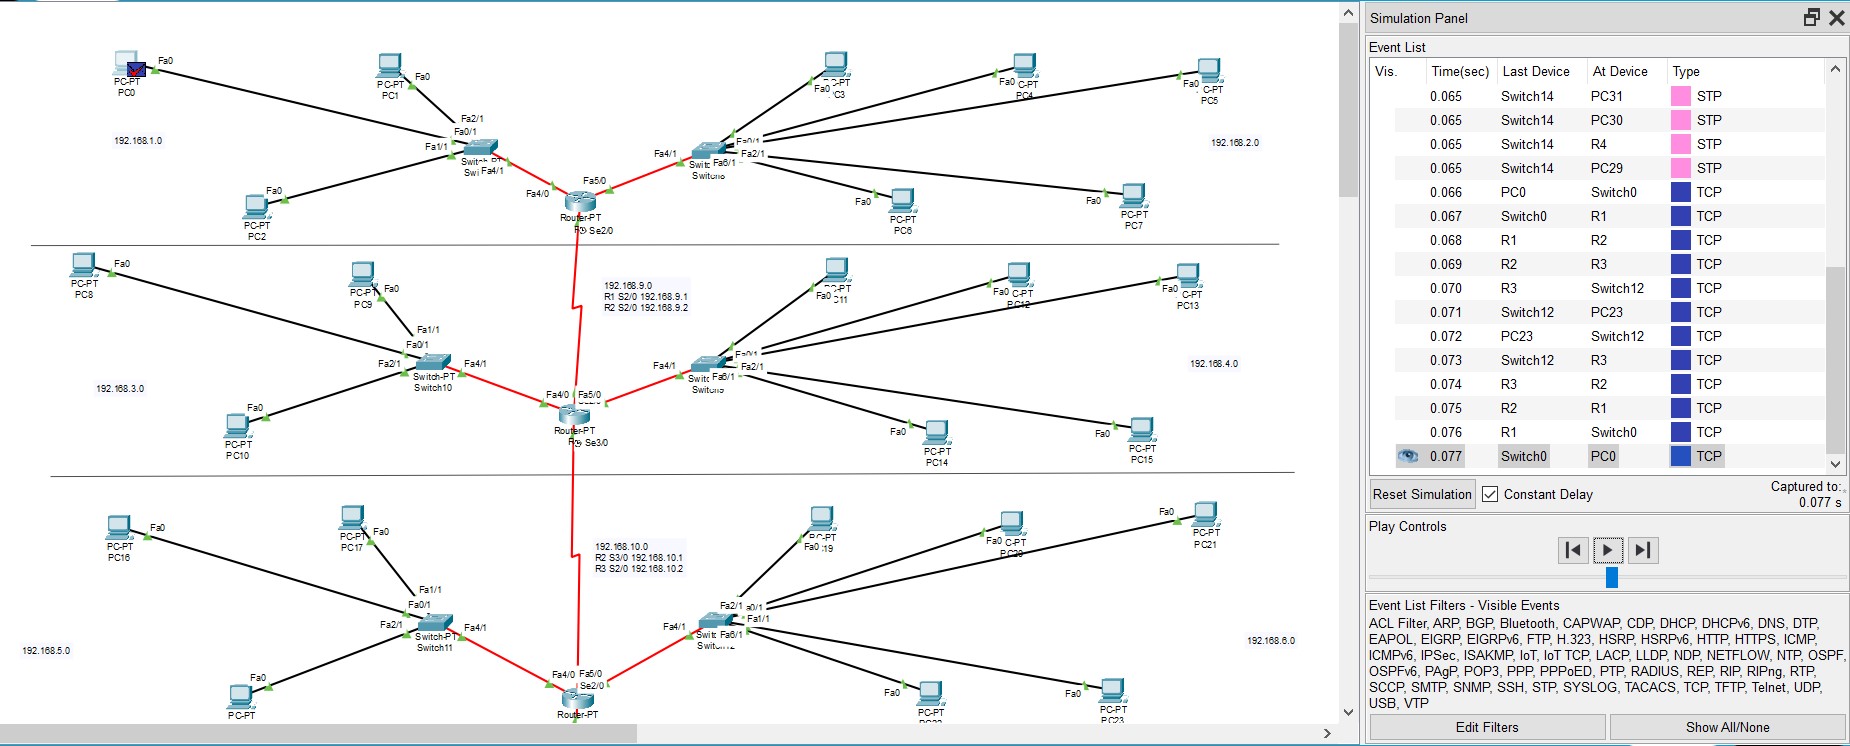 Simulation Panel
Event List
Vis. Time(sec) Last Device At Device Type
0.065 Switch14 PC31 STP
0.065 Switch14 PC30 STP
0.065 Switch14 R4 STP
0.065 Switch14 PC29 STP
0.066 PC0 Switch0 TCP
0.067 Switch0 R1 TCP
0.068 R1 R2 TCP
0.069 R2 R3 TCP
0.070 R3 Switch12 TCP
0.071 Switch12 PC23 TCP
0.072 PC23 Switch12 TCP
0.073 Switch12 R3 TCP
0.074 R3 R2 TCP
0.075 R2 R1 TCP
0.076 R1 Switch0 TCP
0.077 Switch0 PC0 TCP
Reset Simulation Constant Delay Captured to:
0.077 s
Play Controls
Event List Filters - Visible Events
ACL Filter, ARP, BGP, Bluetooth, CAPWAP, CDP, DHCP, DHCPv6, DNS, DTP,
EAPOL, EIGRP, EIGRPv6, FTP, H.323, HSRP, HSRPv6, HTTP, HTTPS, ICMP,
ICMPv6, IPSec, ISAKMP, IoT, IoT TCP, LACP, LLDP, NDP, NETFLOW, NTP, OSPF,
OSPFv6, PAgP, POP3, PPP, PPPoED, PTP, RADIUS, REP, RIP, RIPng, RTP,
SCCP, SMTP, SNMP, SSH, STP, SYSLOG, TACACS, TCP, TFTP, Telnet, UDP,
USB, VTP
Edit Filters Show All/None
Fa0
PC-PT
PC0
Fa0
PC-PT
PC1
Fa0
PC-PT
PC2
192.168.1.0
Fa2/1
Fa0/1
Fa1/1
Fa4/1
Fa4/0
Fa5/0
Router-PT
Se2/0
Fa4/1
Fa6/1
Fa2/1
Fa0
Fa0
PC4
Fa0
PC-PT
PC5
192.168.2.0
Fa0
PC-PT
PC6
Fa0
PC-PT
PC7
Fa0
PC-PT
PC8
Fa0
PC-PT
PC9
Fa0
PC-PT
PC10
192.168.3.0
Fa1/1
Fa0/1
Fa2/1
Fa4/1
Switch-PT
Switch10
192.168.9.0
R1 S2/0 192.168.9.1
R2 S2/0 192.168.9.2
Fa4/0
Fa5/0
Router-PT
Se3/0
Fa4/1
Fa6/1
Fa2/1
Fa0
Fa0
PC12
Fa0
PC-PT
PC13
192.168.4.0
Fa0
PC-PT
PC14
Fa0
PC-PT
PC15
Fa0
PC-PT
PC16
Fa0
PC-PT
PC17
Fa0
PC-PT
192.168.5.0
Fa1/1
Fa0/1
Fa2/1
Fa4/1
Switch-PT
Switch11
192.168.10.0
R2 S3/0 192.168.10.1
R3 S2/0 192.168.10.2
Fa4/0
Fa5/0
Se2/0
Router-PT
Fa4/1
Fa2/1
Fa1/1
Fa6/1
Fa0
Fa0
PC20
Fa0
PC-PT
PC21
192.168.6.0
Fa0
PC-PT
Fa0
PC-PT
PC23